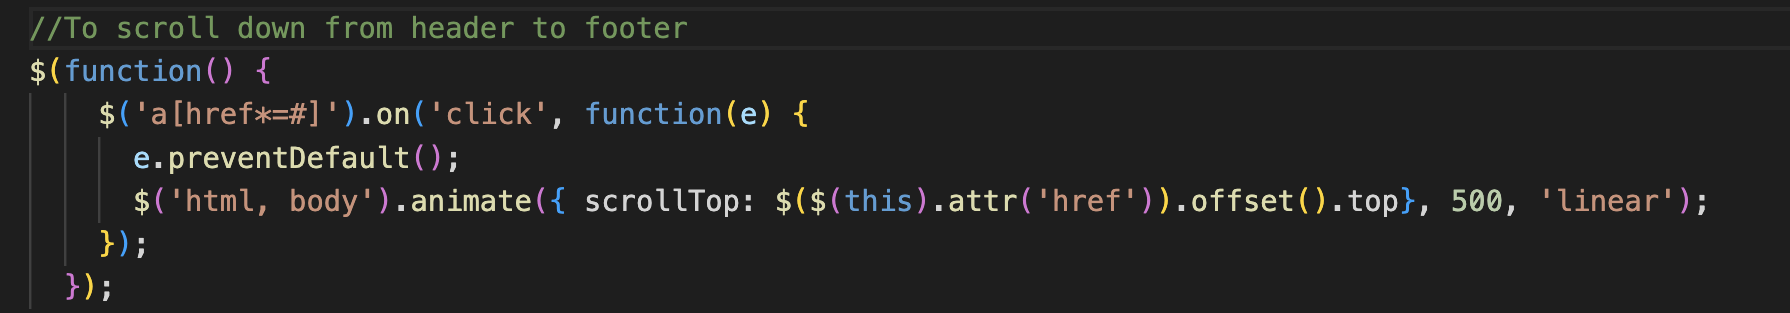 //To scroll down from header to footer
$(function() {
$('a[href*=#]').on('click', function(e) {
e.preventDefault();
$('html, body').animate({ scrollTop: $($(this).attr('href')).offset().top}, 500, 'linear');
});
});